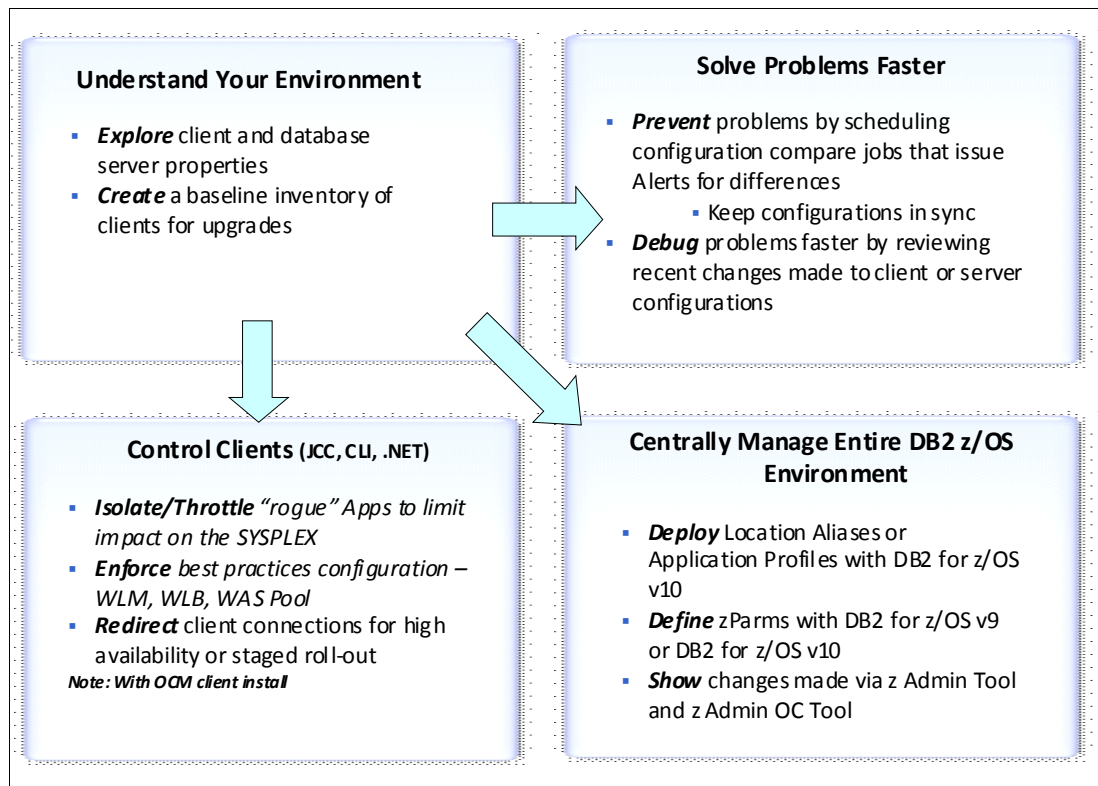 Understand Your Environment
▪ Explore client and database
server properties
▪ Create a baseline inventory of
clients for upgrades
Solve Problems Faster
▪ Prevent problems by scheduling
configuration compare jobs that issue
Alerts for differences
▪ Keep configurations in sync
▪ Debug problems faster by reviewing
recent changes made to client or server
configurations
Control Clients (JCC, CLI, .NET)
▪ Isolate/Throttle “rogue” Apps to limit
impact on the SYSPLEX
▪ Enforce best practices configuration –
WLM, WLB, WAS Pool
▪ Redirect client connections for high
availability or staged roll-out
Note: With OCM client install
Centrally Manage Entire DB2 z/OS
Environment
▪ Deploy Location Aliases or
Application Profiles with DB2 for z/OS
v10
▪ Define zParms with DB2 for z/OS v9
or DB2 for z/OS v10
▪ Show changes made via z Admin Tool
and z Admin OC Tool